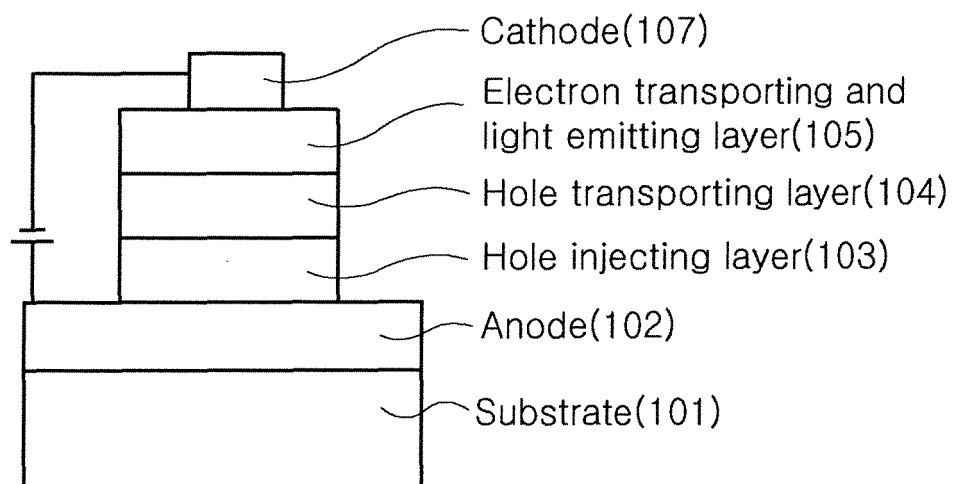 Cathode(107)
Electron transporting and
light emitting layer(105)
Hole transporting layer(104)
Hole injecting layer(103)
Anode(102)
Substrate(101)